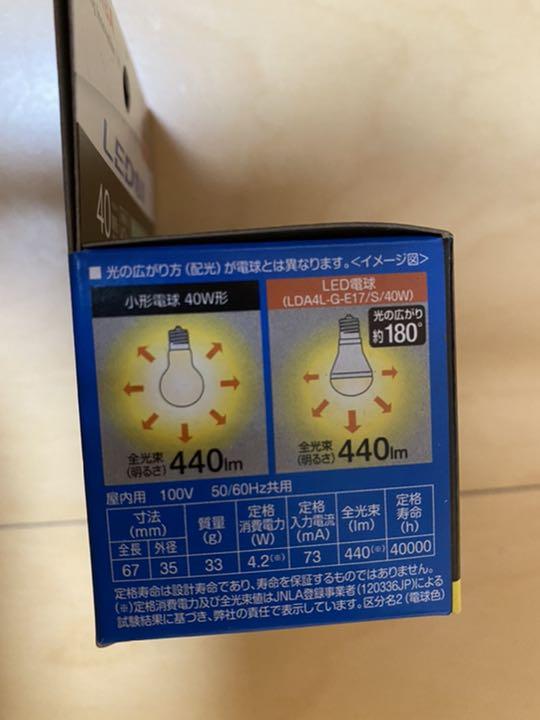 LED電
40
■ 光の広がり方(配光)が電球とは異なります。<イメージ図>
小形電球 40W形
全光束
(明るさ) 440lm
LED電球
(LDA4L-G-E17/S/40W)
光の広がり
約180°
全光束
(明るさ) 440lm
屋内用 100V 50/60Hz共用
寸法
(mm)
質量
(g)
定格
消費電力
(W)
定格
入力電流
(mA)
全光束
(lm)
定格
寿命
(h)
全長 外径
67 35 33 4.2(※) 73 440(※) 40000
定格寿命は設計寿命であり、寿命を保証するものではありません。
(※)定格消費電力及び全光束値はJNLA登録事業者(120336JP)による
試験結果に基づき、弊社の責任で表示しています。区分名2(電球色)